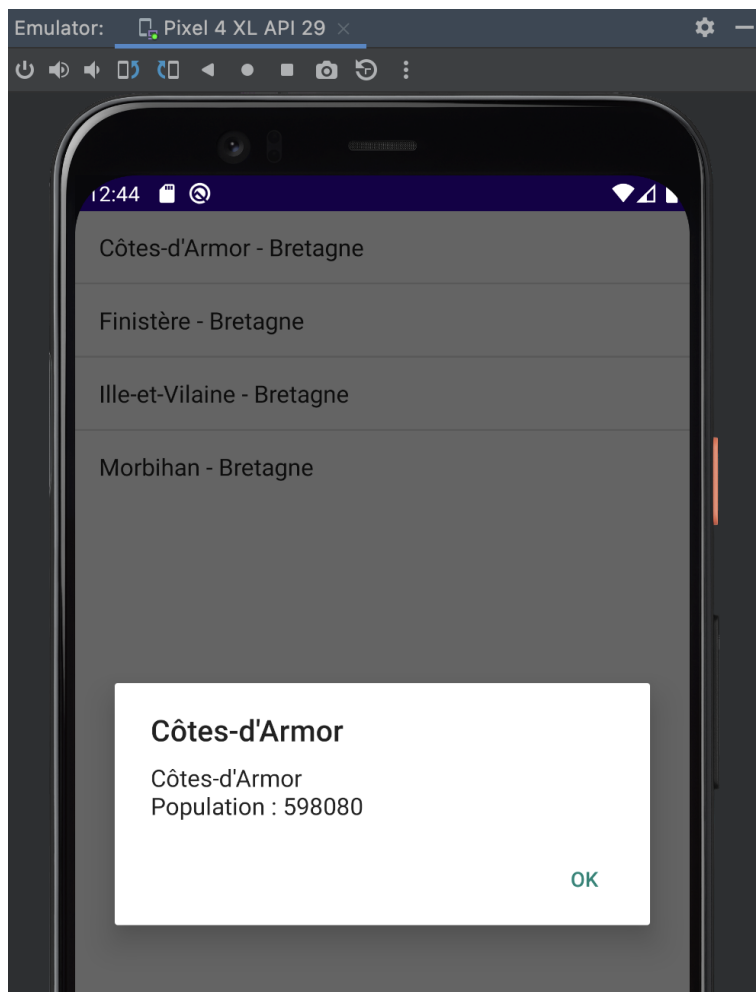 Emulator: Pixel 4 XL API 29
12:44
Côtes-d'Armor - Bretagne
Finistère - Bretagne
Ille-et-Vilaine - Bretagne
Morbihan - Bretagne
Côtes-d'Armor
Côtes-d'Armor
Population : 598080
OK